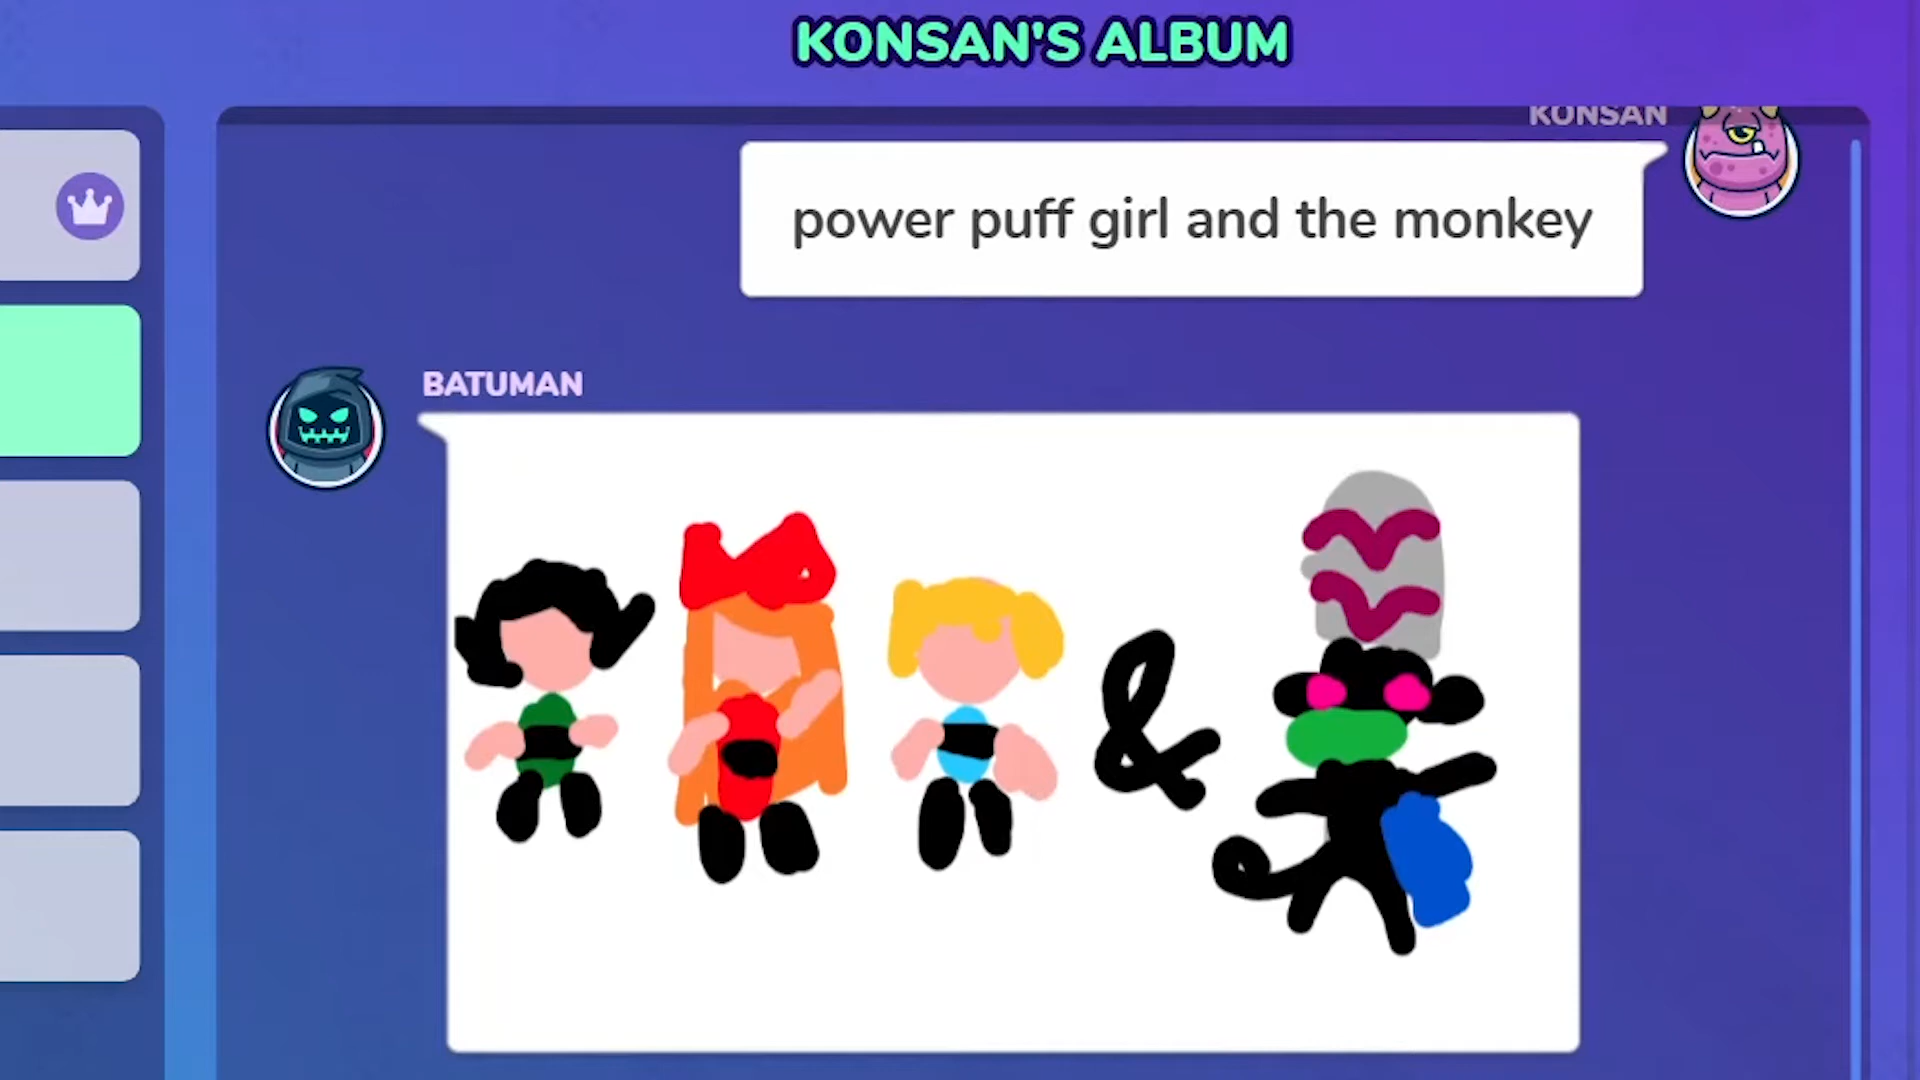 KONSAN'S ALBUM
KONSAN
power puff girl and the monkey
BATUMAN
&